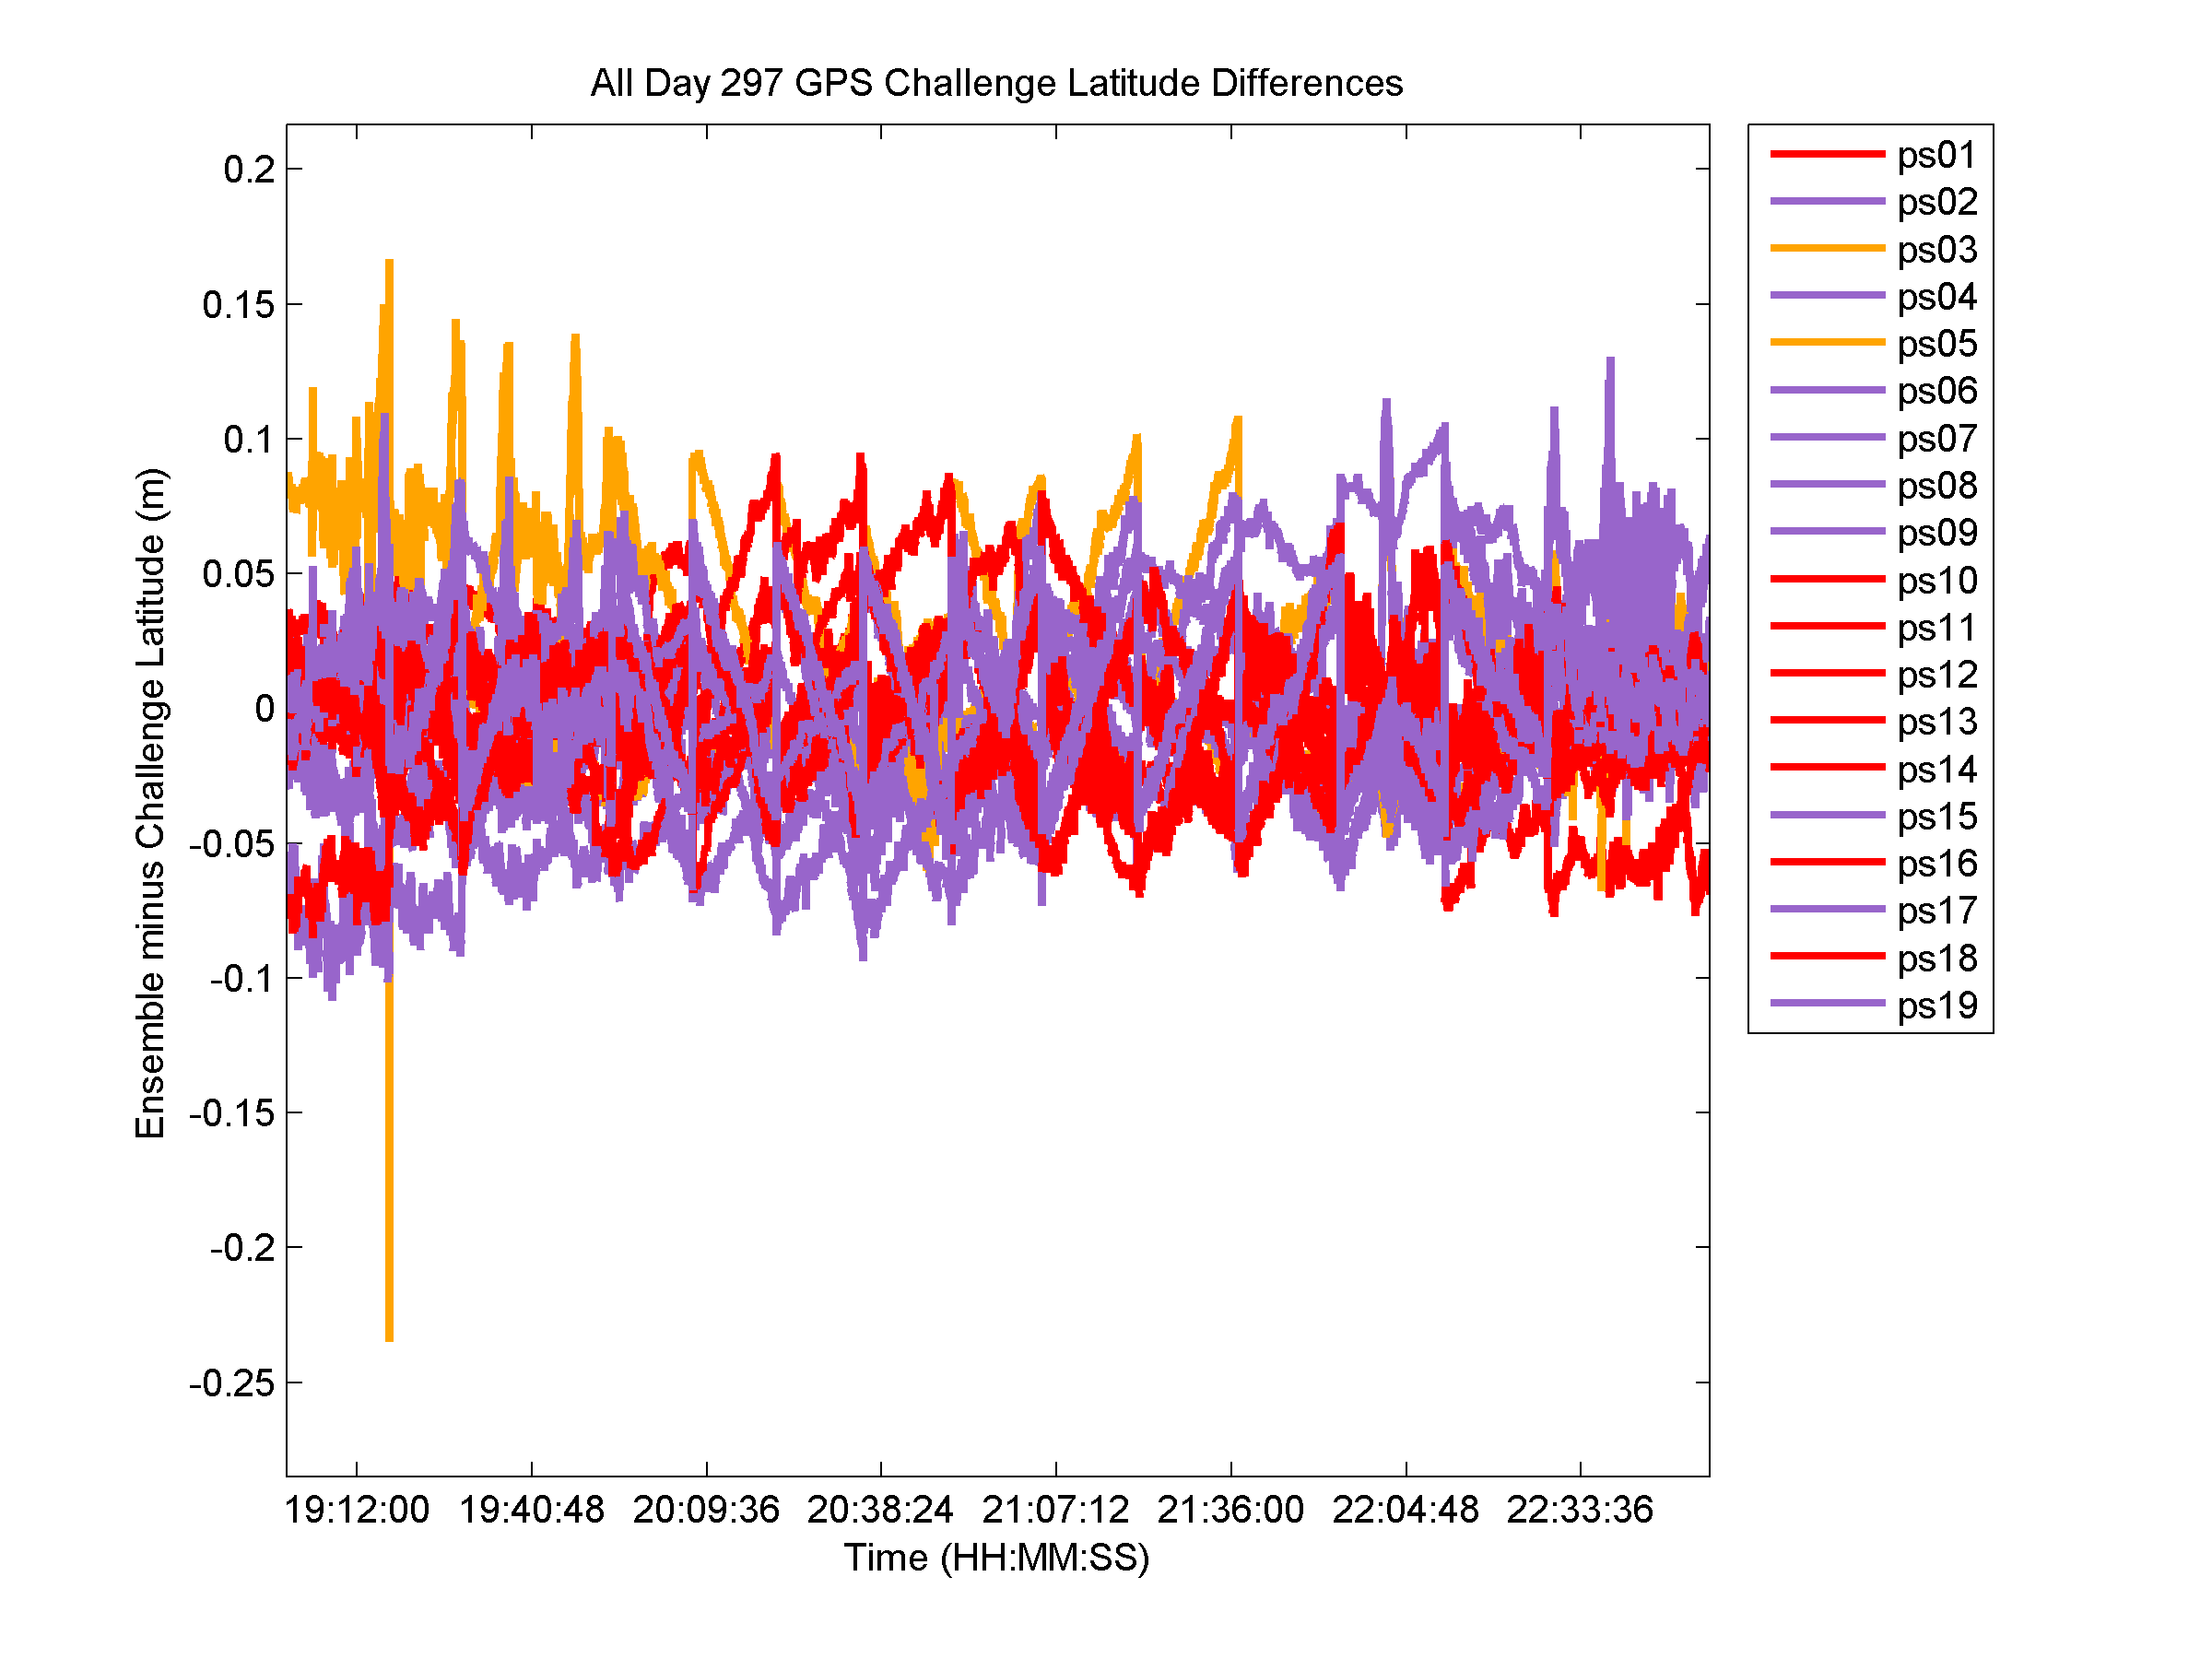 All Day 297 GPS Challenge Latitude Differences
Ensemble minus Challenge Latitude (m)
0.2
0.15
0.1
0.05
0
-0.05
-0.1
-0.15
-0.2
-0.25
19:12:00 19:40:48 20:09:36 20:38:24 21:07:12 21:36:00 22:04:48 22:33:36
Time (HH:MM:SS)
ps01
ps02
ps03
ps04
ps05
ps06
ps07
ps08
ps09
ps10
ps11
ps12
ps13
ps14
ps15
ps16
ps17
ps18
ps19